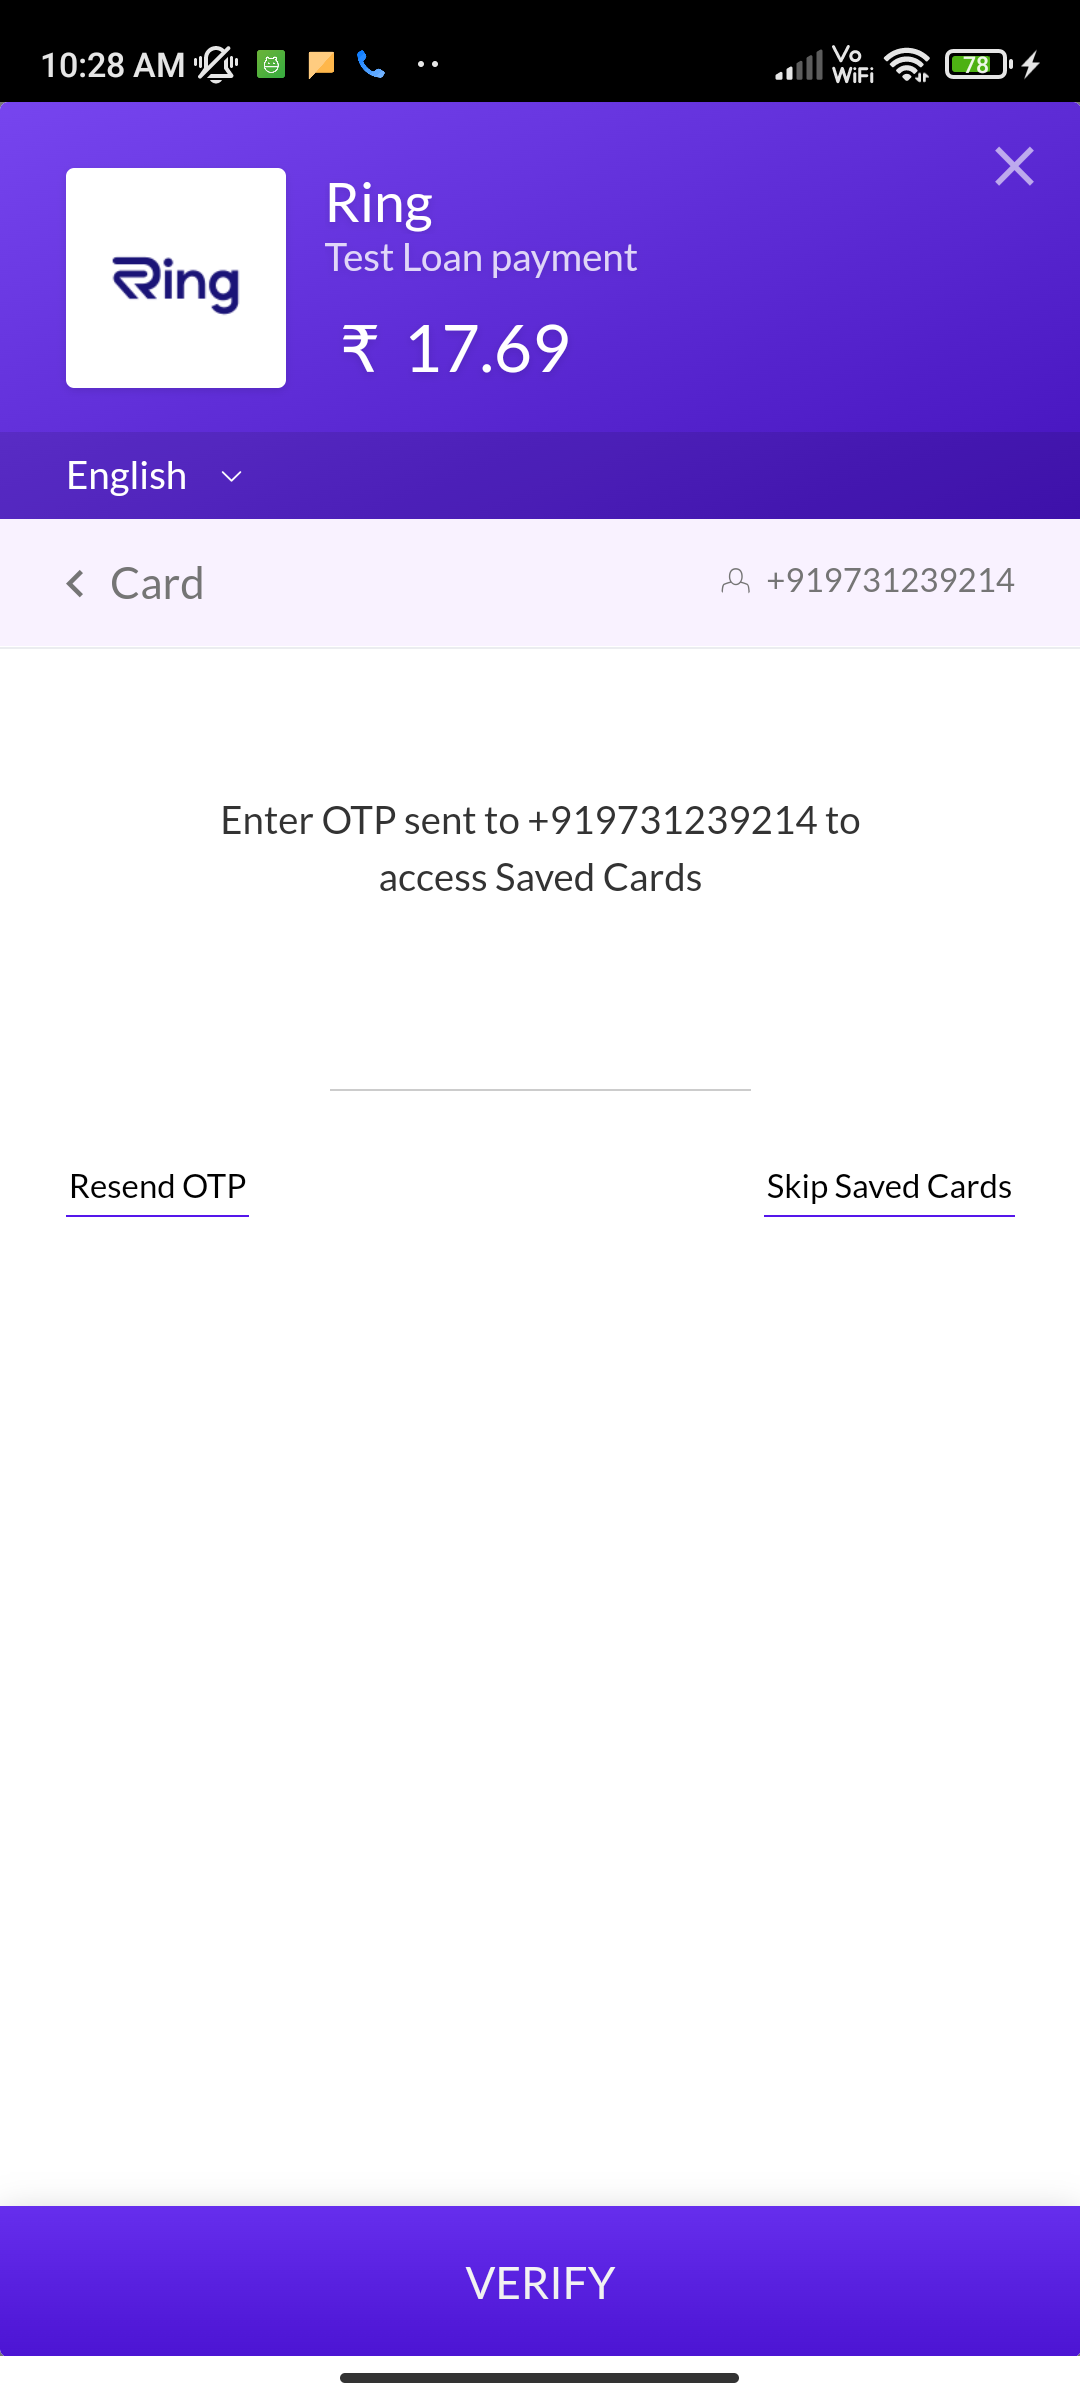 10:28 AM
Vo
WiFi
78
Ring
Ring
Test Loan payment
₹ 17.69
English
Card
+919731239214
Enter OTP sent to +919731239214 to
access Saved Cards
Resend OTP
Skip Saved Cards
VERIFY